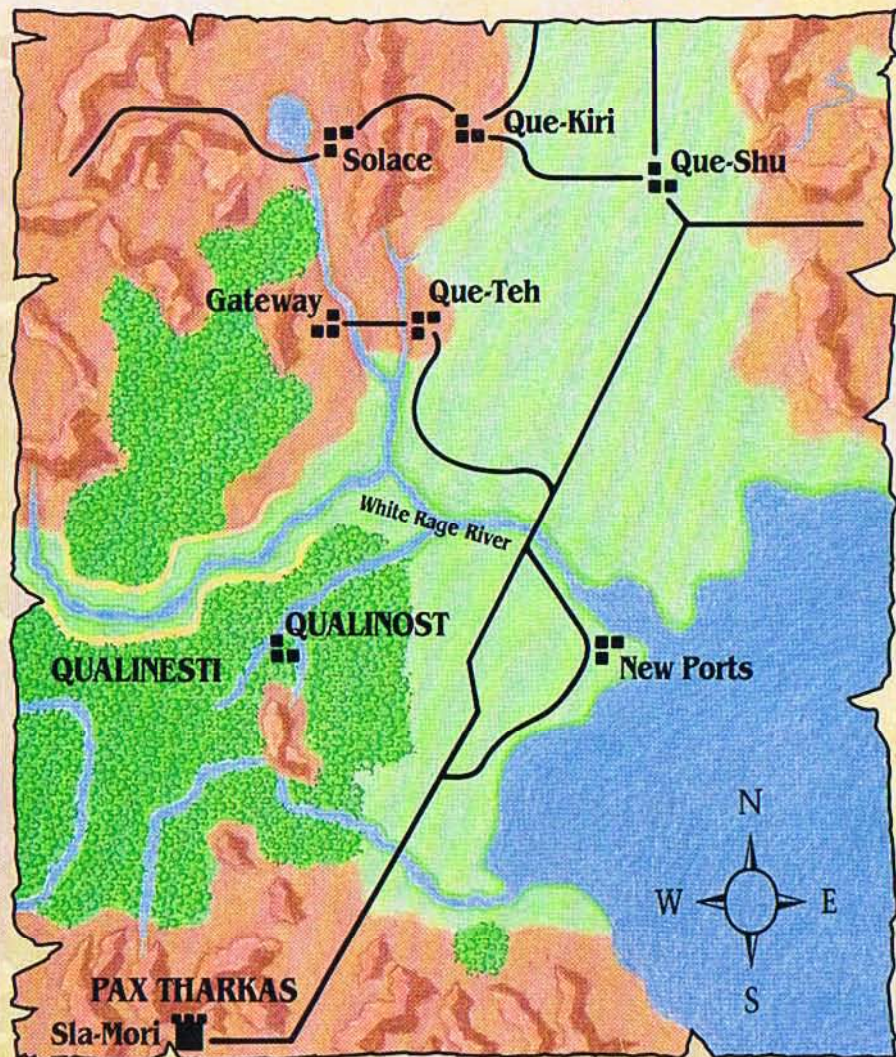 Que-Kiri
Solace
Que-Shu
Gateway
Que-Teh
White Rage River
QUALINOST
QUALINESTI
New Ports
N
W
E
S
PAX THARKAS
Sla-Mori